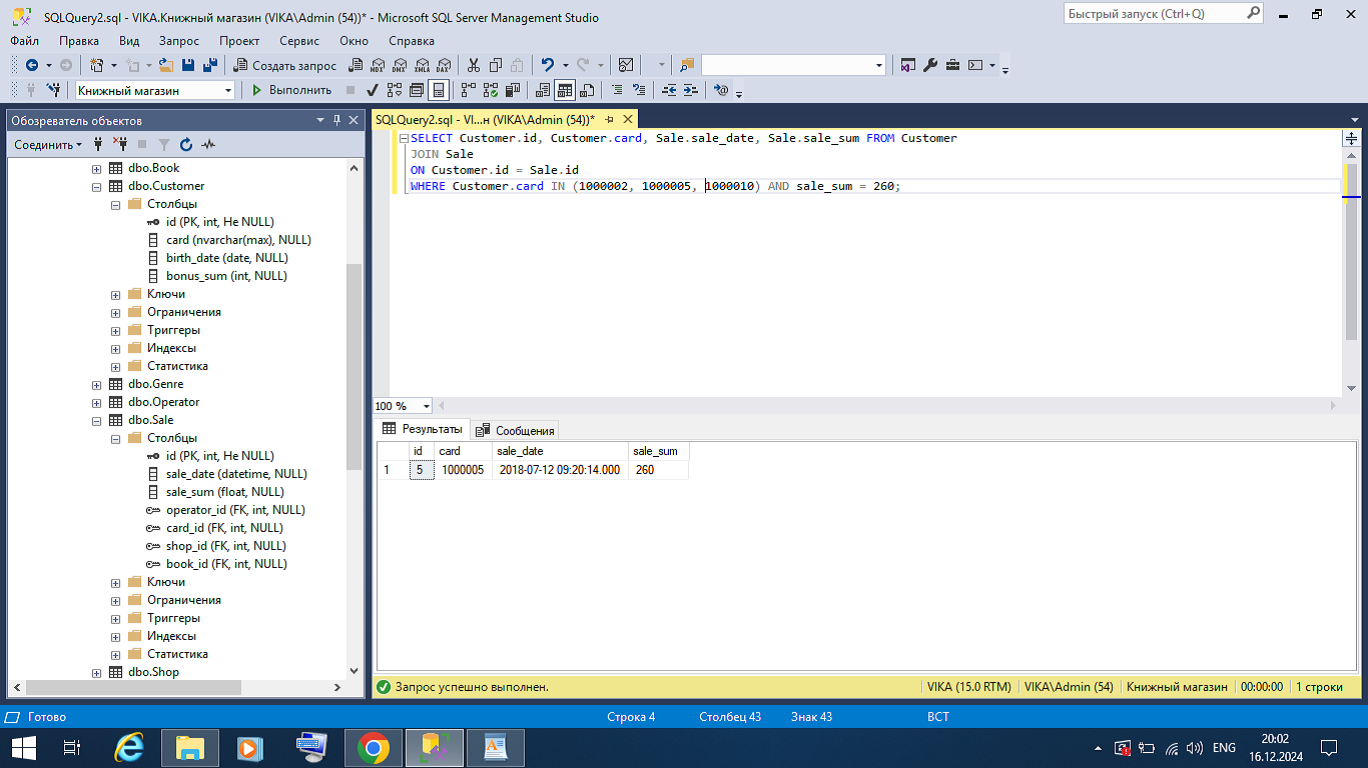 SQLQuery2.sql - VIKA.Книжный магазин (VIKA\Admin (54))* - Microsoft SQL Server Management Studio
Быстрый запуск (Ctrl+Q)
Файл Правка Вид Запрос Проект Сервис Окно Справка
Создать запрос MDX DMX XMLA DAX
Книжный магазин Выполнить
Обозреватель объектов
Соединить
dbo.Book
dbo.Customer
Столбцы
id (PK, int, Не NULL)
card (nvarchar(max), NULL)
birth_date (date, NULL)
bonus_sum (int, NULL)
Ключи
Ограничения
Триггеры
Индексы
Статистика
dbo.Genre
dbo.Operator
dbo.Sale
Столбцы
id (PK, int, Не NULL)
sale_date (datetime, NULL)
sale_sum (float, NULL)
operator_id (FK, int, NULL)
card_id (FK, int, NULL)
shop_id (FK, int, NULL)
book_id (FK, int, NULL)
Ключи
Ограничения
Триггеры
Индексы
Статистика
dbo.Shop
SQLQuery2.sql - VI...н (VIKA\Admin (54))*
SELECT Customer.id, Customer.card, Sale.sale_date, Sale.sale_sum FROM Customer
JOIN Sale
ON Customer.id = Sale.id
WHERE Customer.card IN (1000002, 1000005, 1000010) AND sale_sum = 260;
100 %
Результаты Сообщения
id card sale_date sale_sum
1 5 1000005 2018-07-12 09:20:14.000 260
Запрос успешно выполнен. VIKA (15.0 RTM) VIKA\Admin (54) Книжный магазин 00:00:00 1 строки
Готово Строка 4 Столбец 43 Знак 43 ВСТ
ENG 20:02
16.12.2024